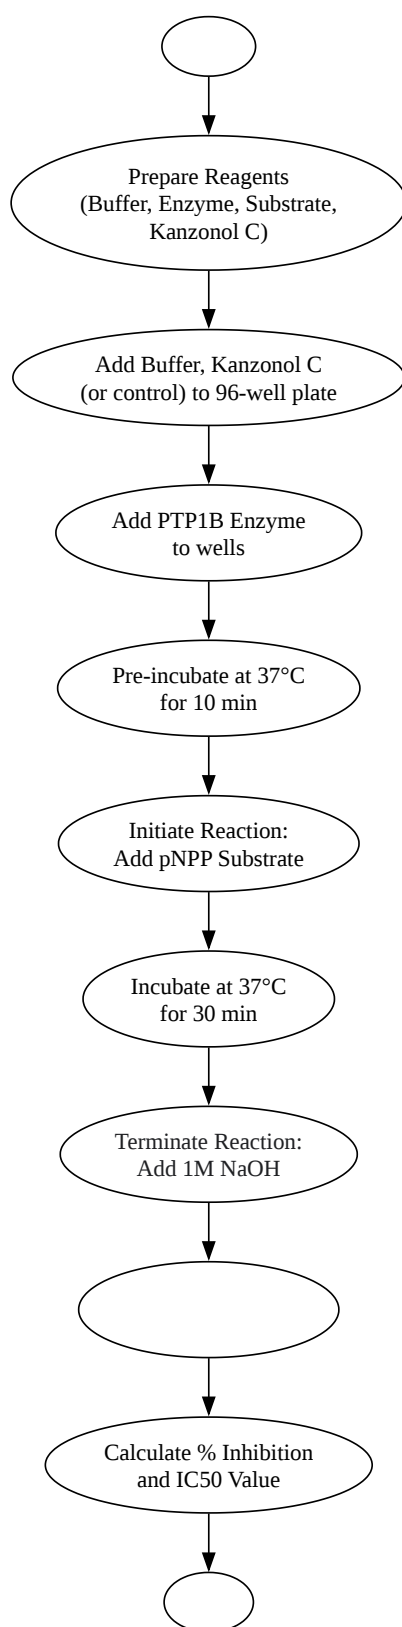 Prepare Reagents
(Buffer, Enzyme, Substrate,
Kanzonol C)
Add Buffer, Kanzonol C
(or control) to 96-well plate
Add PTP1B Enzyme
to wells
Pre-incubate at 37°C
for 10 min
Initiate Reaction:
Add pNPP Substrate
Incubate at 37°C
for 30 min
Terminate Reaction:
Add 1M NaOH
Calculate % Inhibition
and IC50 Value